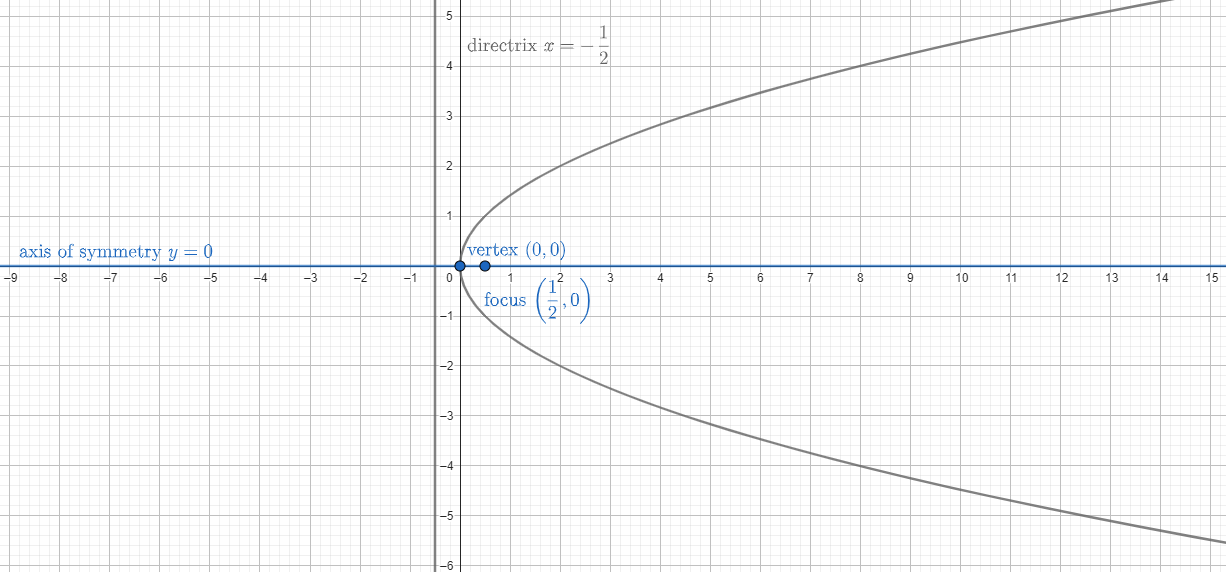 5
directrix x = −1/2
4
3
2
1
axis of symmetry y = 0
vertex (0, 0)
−9 −8 −7 −6 −5 −4 −3 −2 −1 0 1 2 3 4 5 6 7 8 9 10 11 12 13 14 15
focus (1/2, 0)
−1
−2
−3
−4
−5
−6